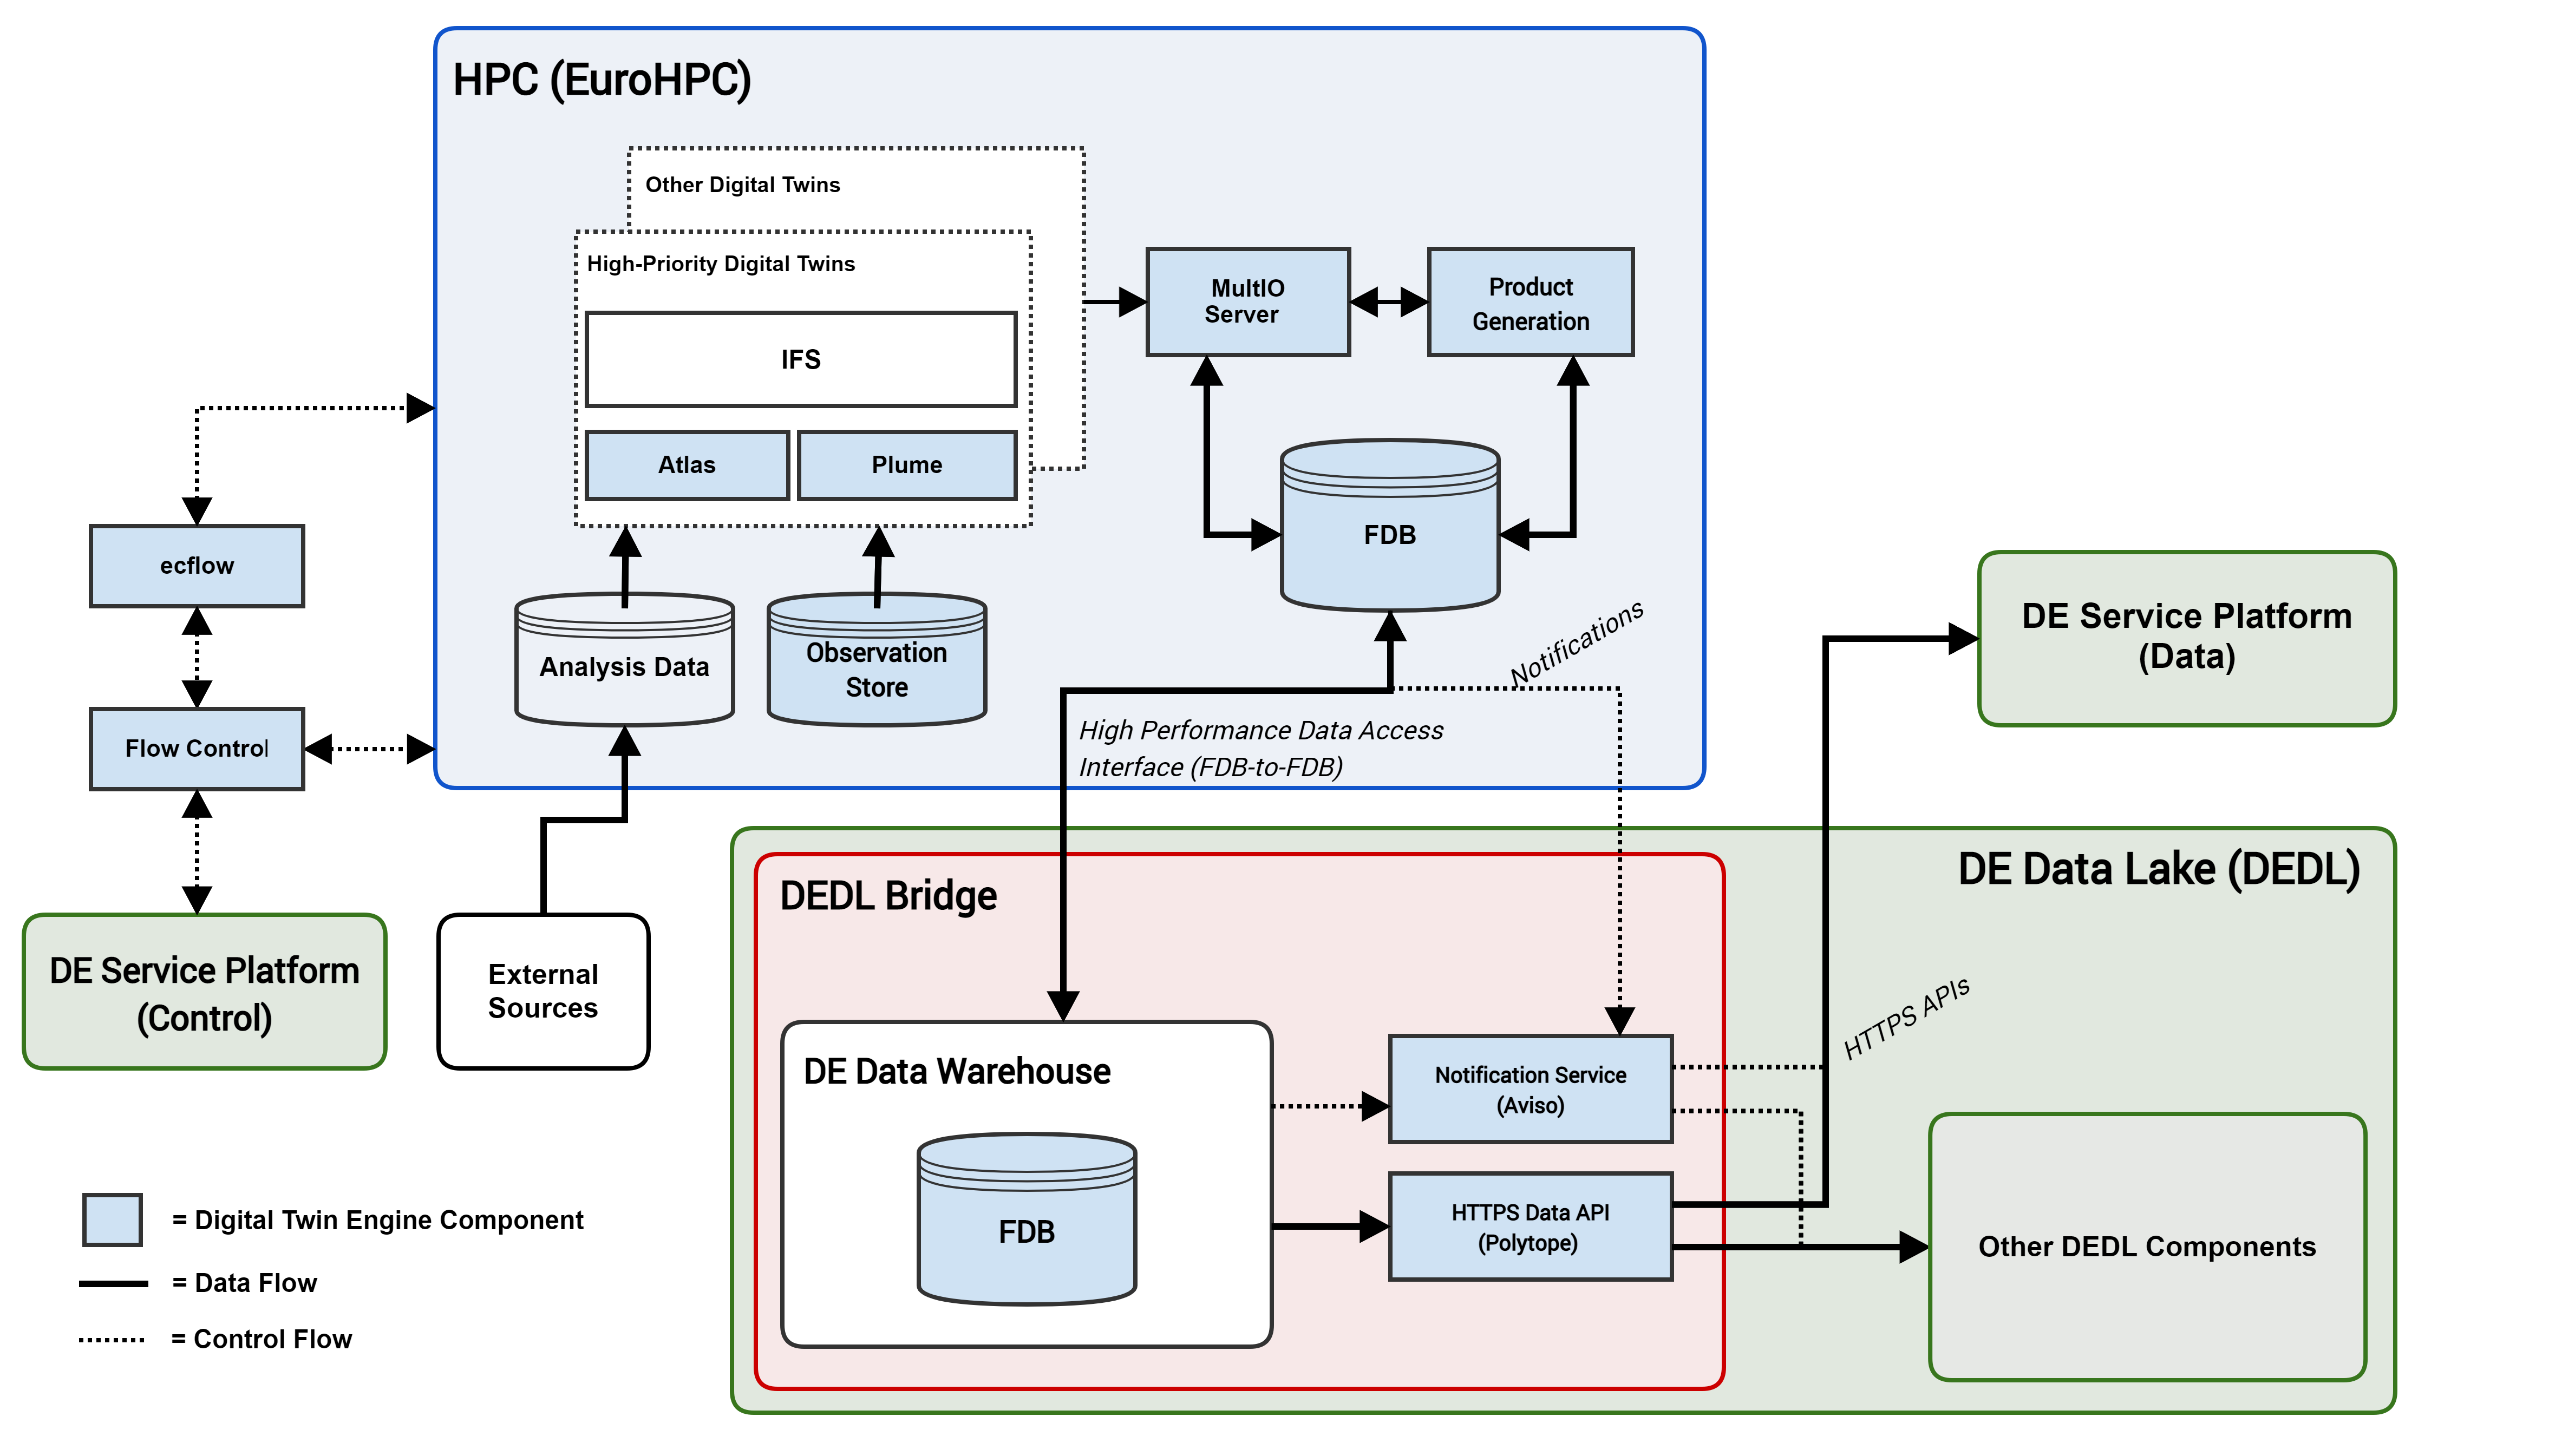 HPC (EuroHPC)
Other Digital Twins
High-Priority Digital Twins
IFS
Atlas
Plume
MultIO
Server
Product
Generation
FDB
ecflow
Flow Control
Analysis Data
Observation
Store
Notifications
High Performance Data Access
Interface (FDB-to-FDB)
DE Service Platform
(Data)
DE Service Platform
(Control)
External
Sources
DE Data Lake (DEDL)
DEDL Bridge
DE Data Warehouse
FDB
Notification Service
(Aviso)
HTTPS Data API
(Polytope)
HTTPS APIs
Other DEDL Components
= Digital Twin Engine Component
= Data Flow
= Control Flow